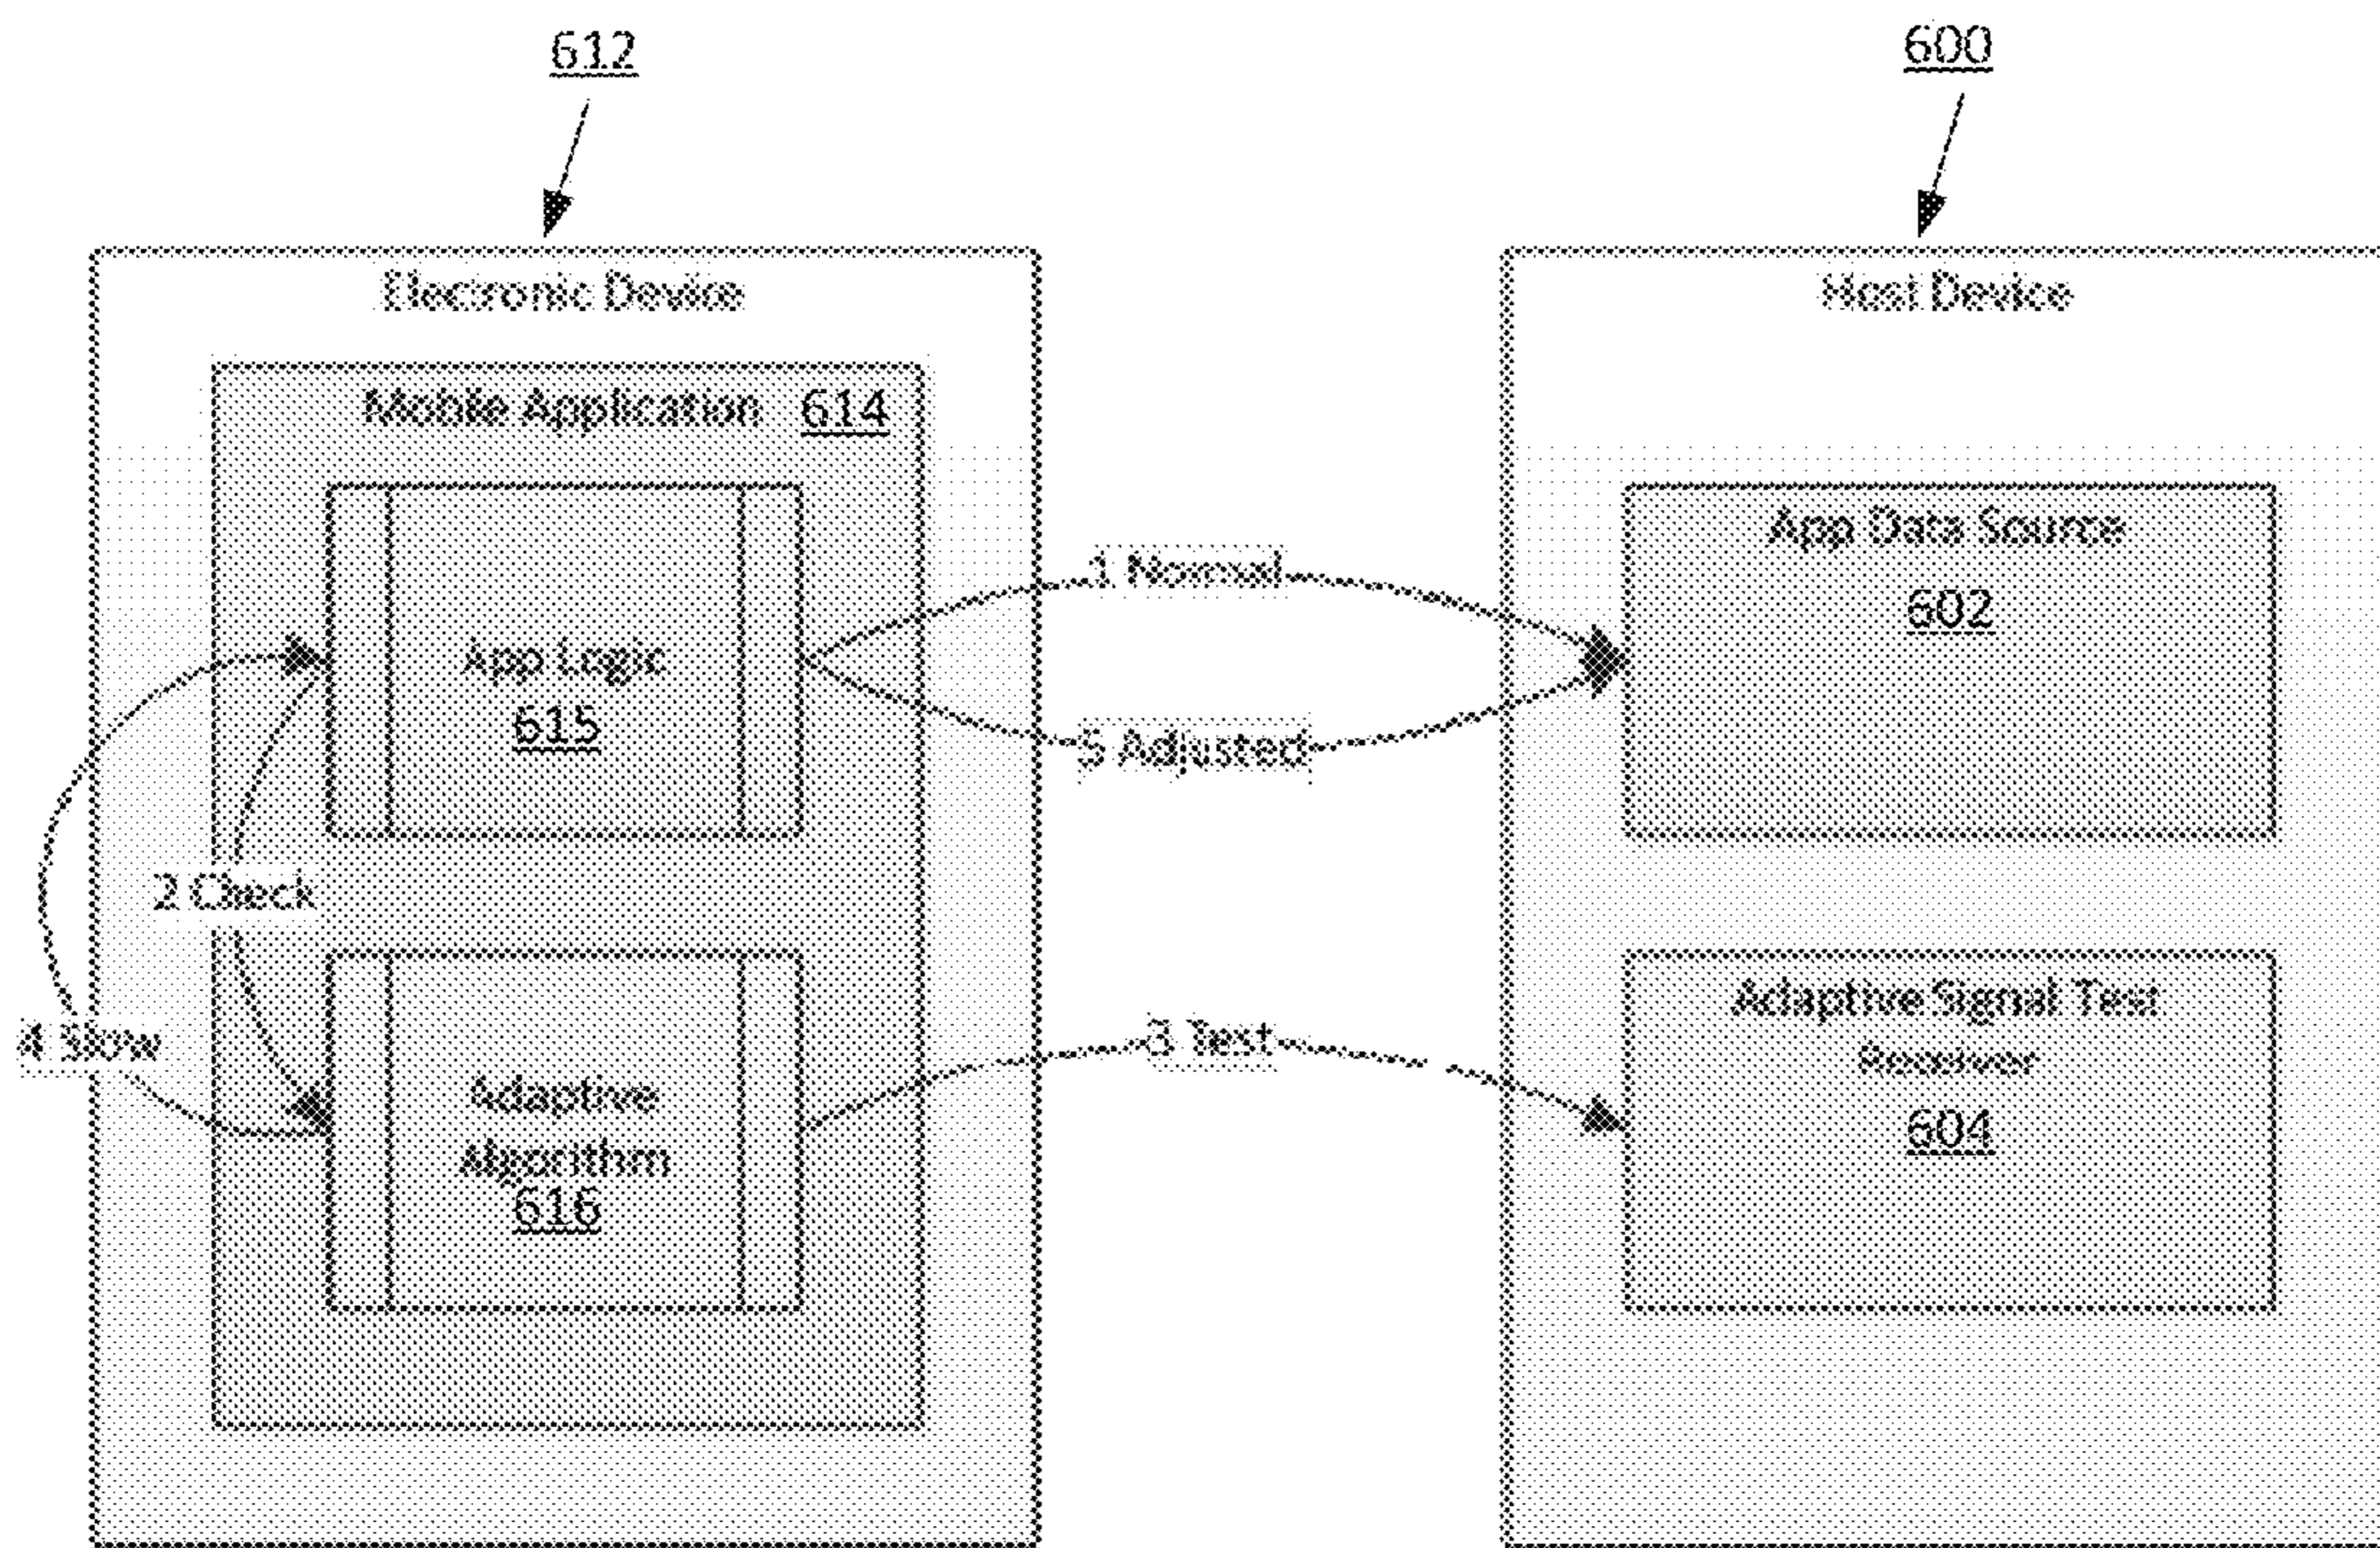 612
600
Electronic Device
Host Device
Mobile Application 614
App Data Source
602
1 Normal
App Logic
615
5 Adjusted
2 Check
Adaptive Signal Test
Receiver
604
3 Test
4 Slow
Adaptive
Algorithm
616